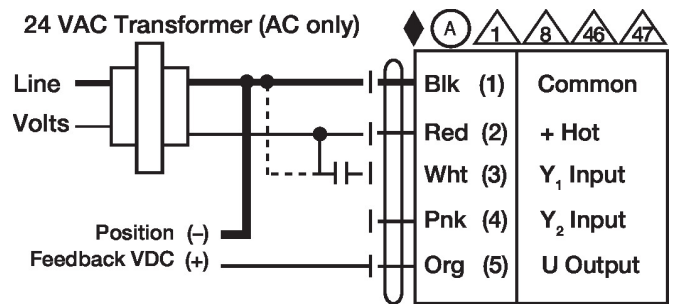 24 VAC Transformer (AC only)
A 1 8 46 47
Line
Volts
Blk (1) Common
Red (2) + Hot
Wht (3) Y₁ Input
Pnk (4) Y₂ Input
Org (5) U Output
Position (–)
Feedback VDC (+)